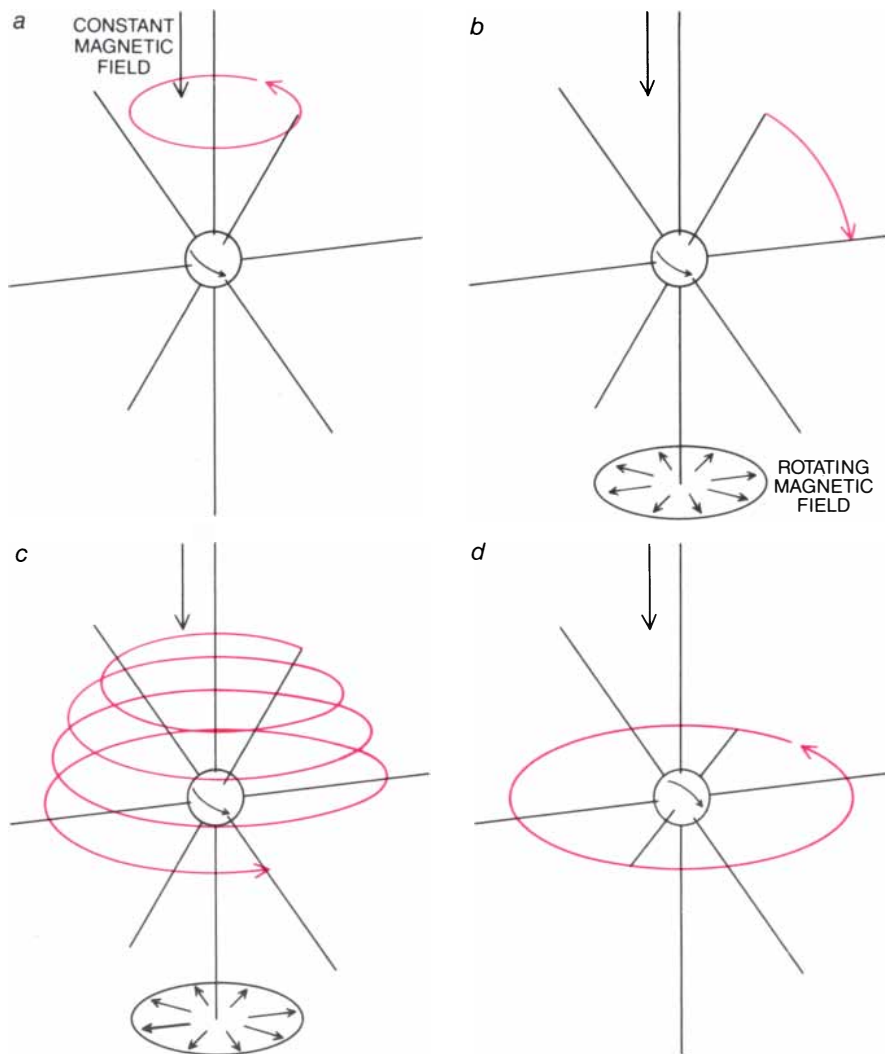 a
CONSTANT
MAGNETIC
FIELD
b
ROTATING
MAGNETIC
FIELD
c
d